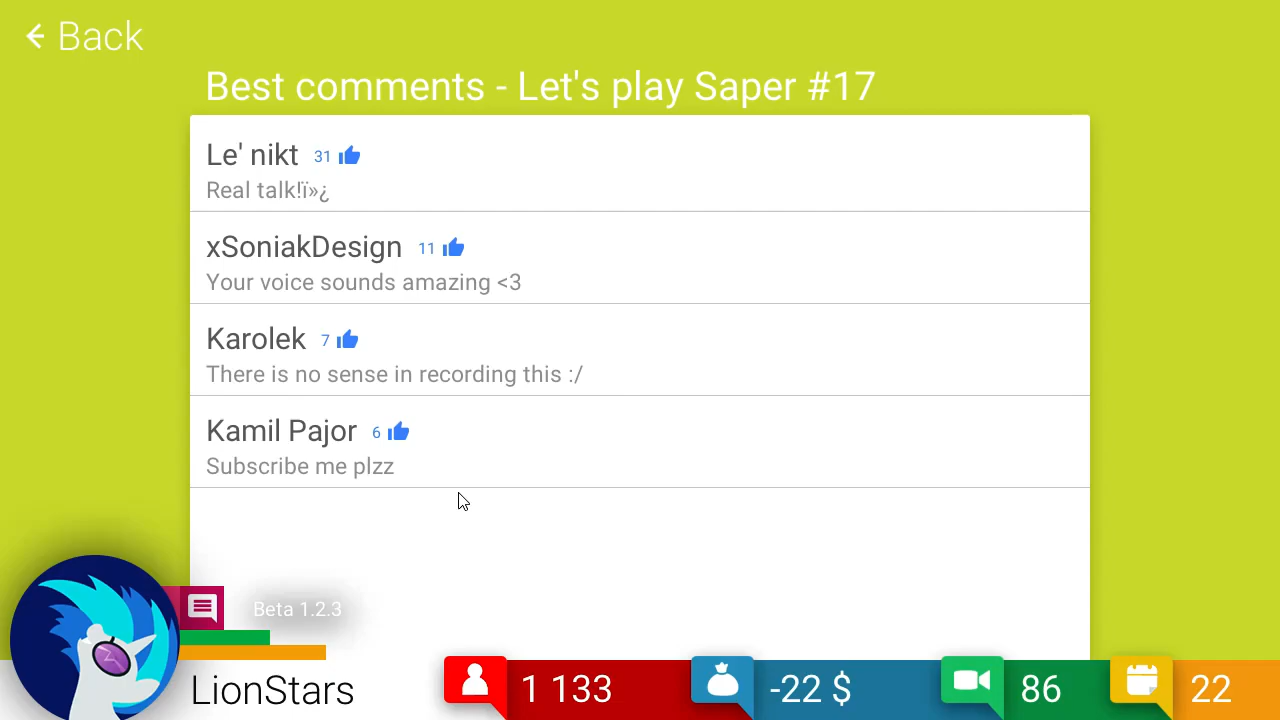 Back
Best comments - Let's play Saper #17
Le' nikt 31
Real talk!ï»¿
xSoniakDesign 11
Your voice sounds amazing <3
Karolek 7
There is no sense in recording this :/
Kamil Pajor 6
Subscribe me plzz
Beta 1.2.3
LionStars
1 133
-22 $
86
22